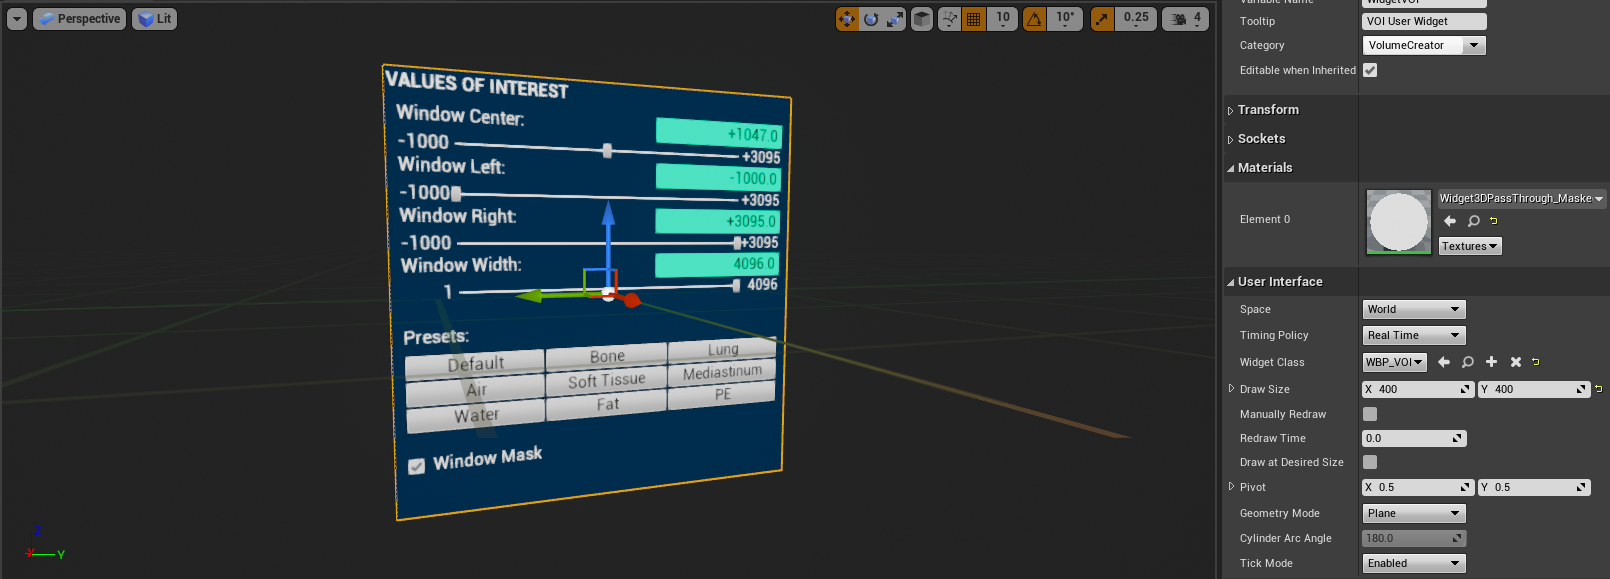 Perspective
Lit
10
10°
0.25
4
VALUES OF INTEREST
Window Center:
+1047.0
-1000
+3095
Window Left:
-1000.0
-1000
+3095
Window Right:
+3095.0
-1000
+3095
Window Width:
4096.0
1
4096
Presets:
Default
Bone
Lung
Air
Soft Tissue
Mediastinum
Water
Fat
PE
Window Mask
Z
X
Y
Tooltip
VOI User Widget
Category
VolumeCreator
Editable when Inherited
Transform
Sockets
Materials
Element 0
Widget3DPassThrough_Maske
Textures
User Interface
Space
World
Timing Policy
Real Time
Widget Class
WBP_VOI
Draw Size
X 400
Y 400
Manually Redraw
Redraw Time
0.0
Draw at Desired Size
Pivot
X 0.5
Y 0.5
Geometry Mode
Plane
Cylinder Arc Angle
180.0
Tick Mode
Enabled